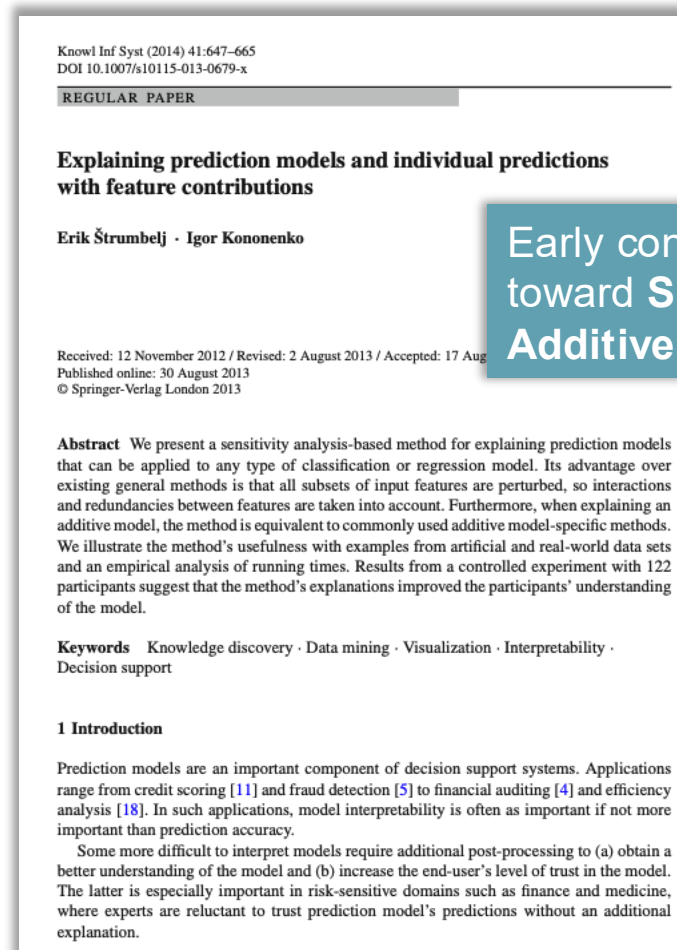 Knowl Inf Syst (2014) 41:647–665
DOI 10.1007/s10115-013-0679-x
REGULAR PAPER
Explaining prediction models and individual predictions
with feature contributions
Erik Štrumbelj · Igor Kononenko
Early
toward
Additive
Received: 12 November 2012 / Revised: 2 August 2013 / Accepted: 17
Published online: 30 August 2013
© Springer-Verlag London 2013
Abstract We present a sensitivity analysis-based method for explaining prediction models
that can be applied to any type of classification or regression model. Its advantage over
existing general methods is that all subsets of input features are perturbed, so interactions
and redundancies between features are taken into account. Furthermore, when explaining an
additive model, the method is equivalent to commonly used additive model-specific methods.
We illustrate the method's usefulness with examples from artificial and real-world data sets
and an empirical analysis of running times. Results from a controlled experiment with 122
participants suggest that the method's explanations improved the participants' understanding
of the model.
Keywords Knowledge discovery · Data mining · Visualization · Interpretability ·
Decision support
1 Introduction
Prediction models are an important component of decision support systems. Applications
range from credit scoring [11] and fraud detection [5] to financial auditing [4] and efficiency
analysis [18]. In such applications, model interpretability is often as important if not more
important than prediction accuracy.
Some more difficult to interpret models require additional post-processing to (a) obtain a
better understanding of the model and (b) increase the end-user's level of trust in the model.
The latter is especially important in risk-sensitive domains such as finance and medicine,
where experts are reluctant to trust prediction model's predictions without an additional
explanation.